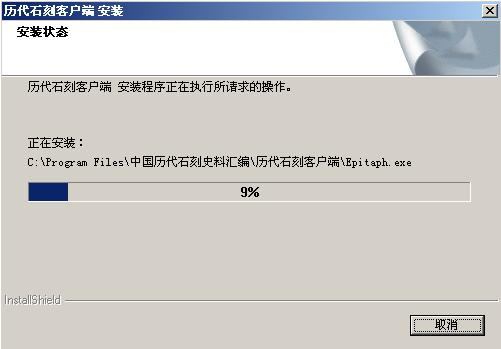 历代石刻客户端 安装
安装状态
历代石刻客户端 安装程序正在执行所请求的操作。
正在安装：
C:\Program Files\中国历代石刻史料汇编\历代石刻客户端\Epitaph.exe
9%
InstallShield
取消